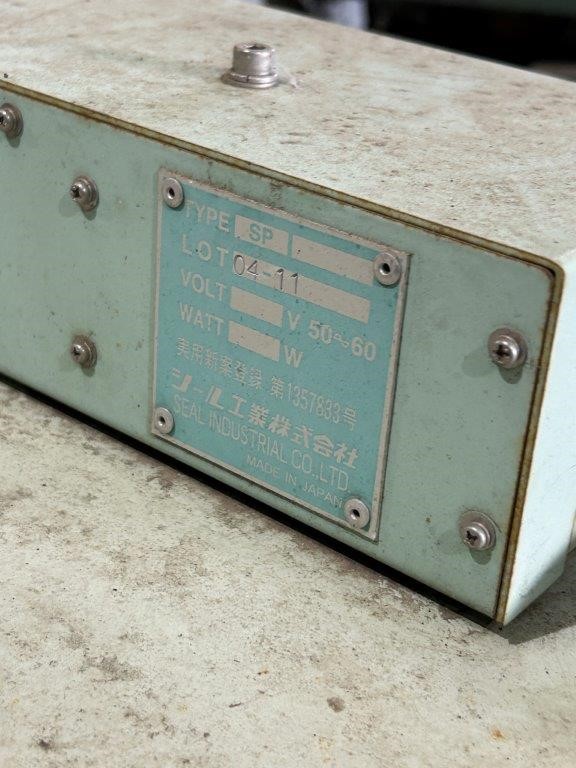 TYPE SP
LOT 04-11
VOLT V 50~60
WATT W
実用新案登録 第1357833号
シール工業株式会社
SEAL INDUSTRIAL CO.,LTD.
MADE IN JAPAN